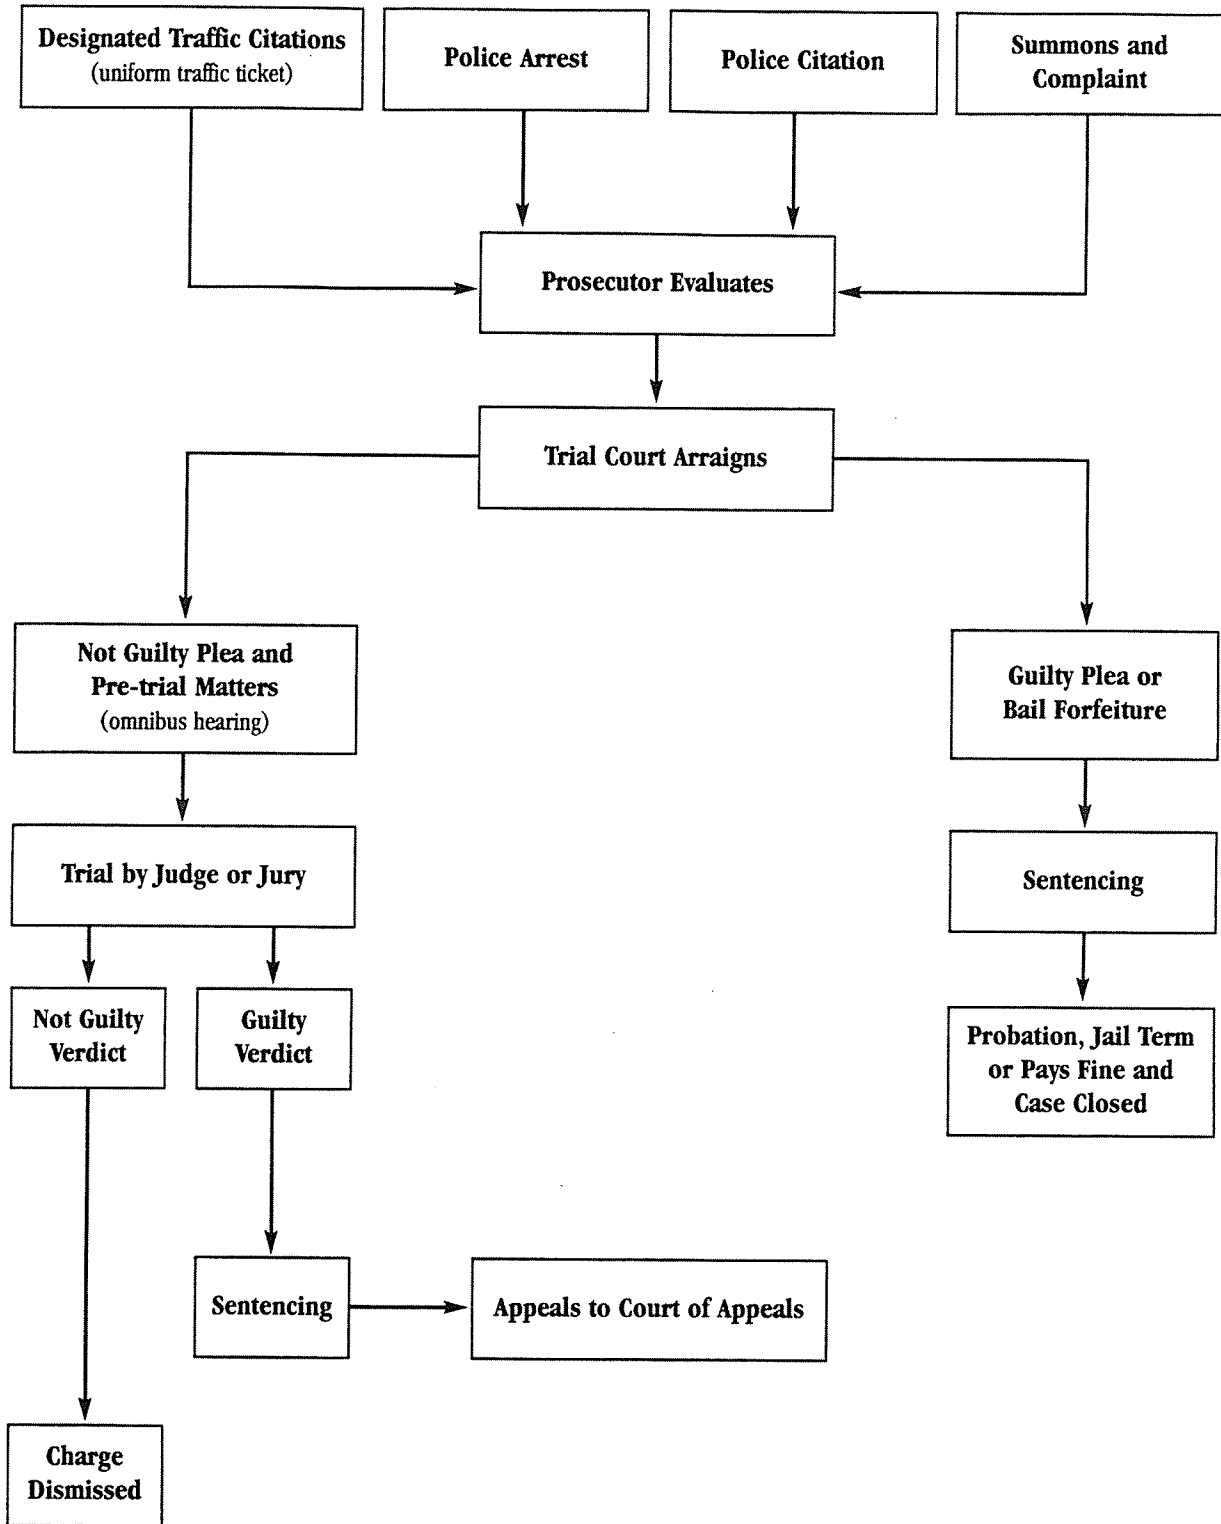 Designated Traffic Citations
(uniform traffic ticket)
Police Arrest
Police Citation
Summons and
Complaint
Prosecutor Evaluates
Trial Court Arraigns
Not Guilty Plea and
Pre-trial Matters
(omnibus hearing)
Guilty Plea or
Bail Forfeiture
Trial by Judge or Jury
Sentencing
Not Guilty
Verdict
Guilty
Verdict
Probation, Jail Term
or Pays Fine and
Case Closed
Sentencing
Appeals to Court of Appeals
Charge
Dismissed